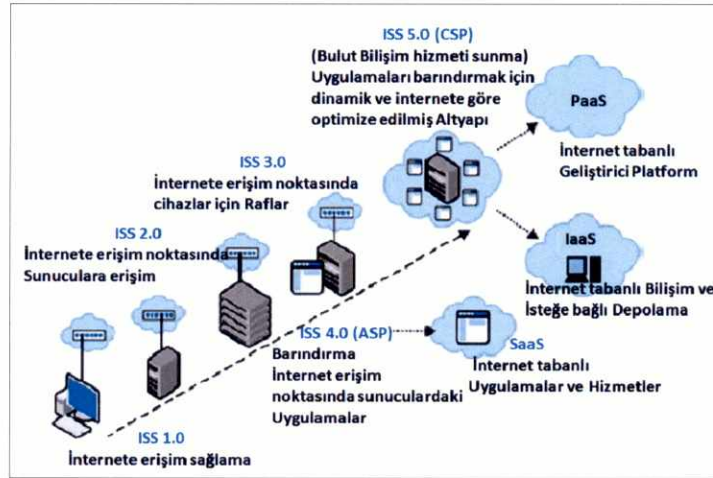 ISS 5.0 (CSP)
(Bulut Bilişim hizmeti sunma)
Uygulamaları barındırmak için
dinamik ve internete göre
optimize edilmiş Altyapı
PaaS
İnternet tabanlı
Geliştirici Platform
ISS 3.0
İnternete erişim noktasında
cihazlar için Raflar
ISS 2.0
İnternete erişim noktasında
Sunuculara erişim
IaaS
İnternet tabanlı Bilişim ve
İsteğe bağlı Depolama
ISS 4.0 (ASP)
Barındırma
İnternet erişim
noktasında sunuculardaki
Uygulamalar
SaaS
İnternet tabanlı
Uygulamalar ve Hizmetler
ISS 1.0
İnternete erişim sağlama